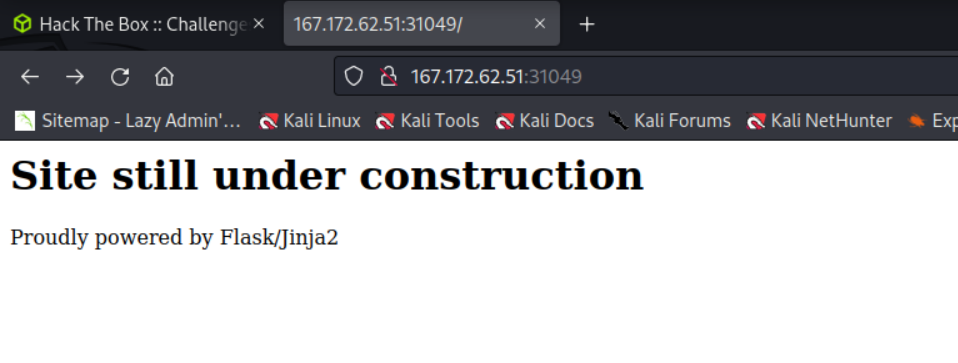 Hack The Box :: Challenge
167.172.62.51:31049/
167.172.62.51:31049
Sitemap - Lazy Admin'... Kali Linux Kali Tools Kali Docs Kali Forums Kali NetHunter Exp
Site still under construction
Proudly powered by Flask/Jinja2